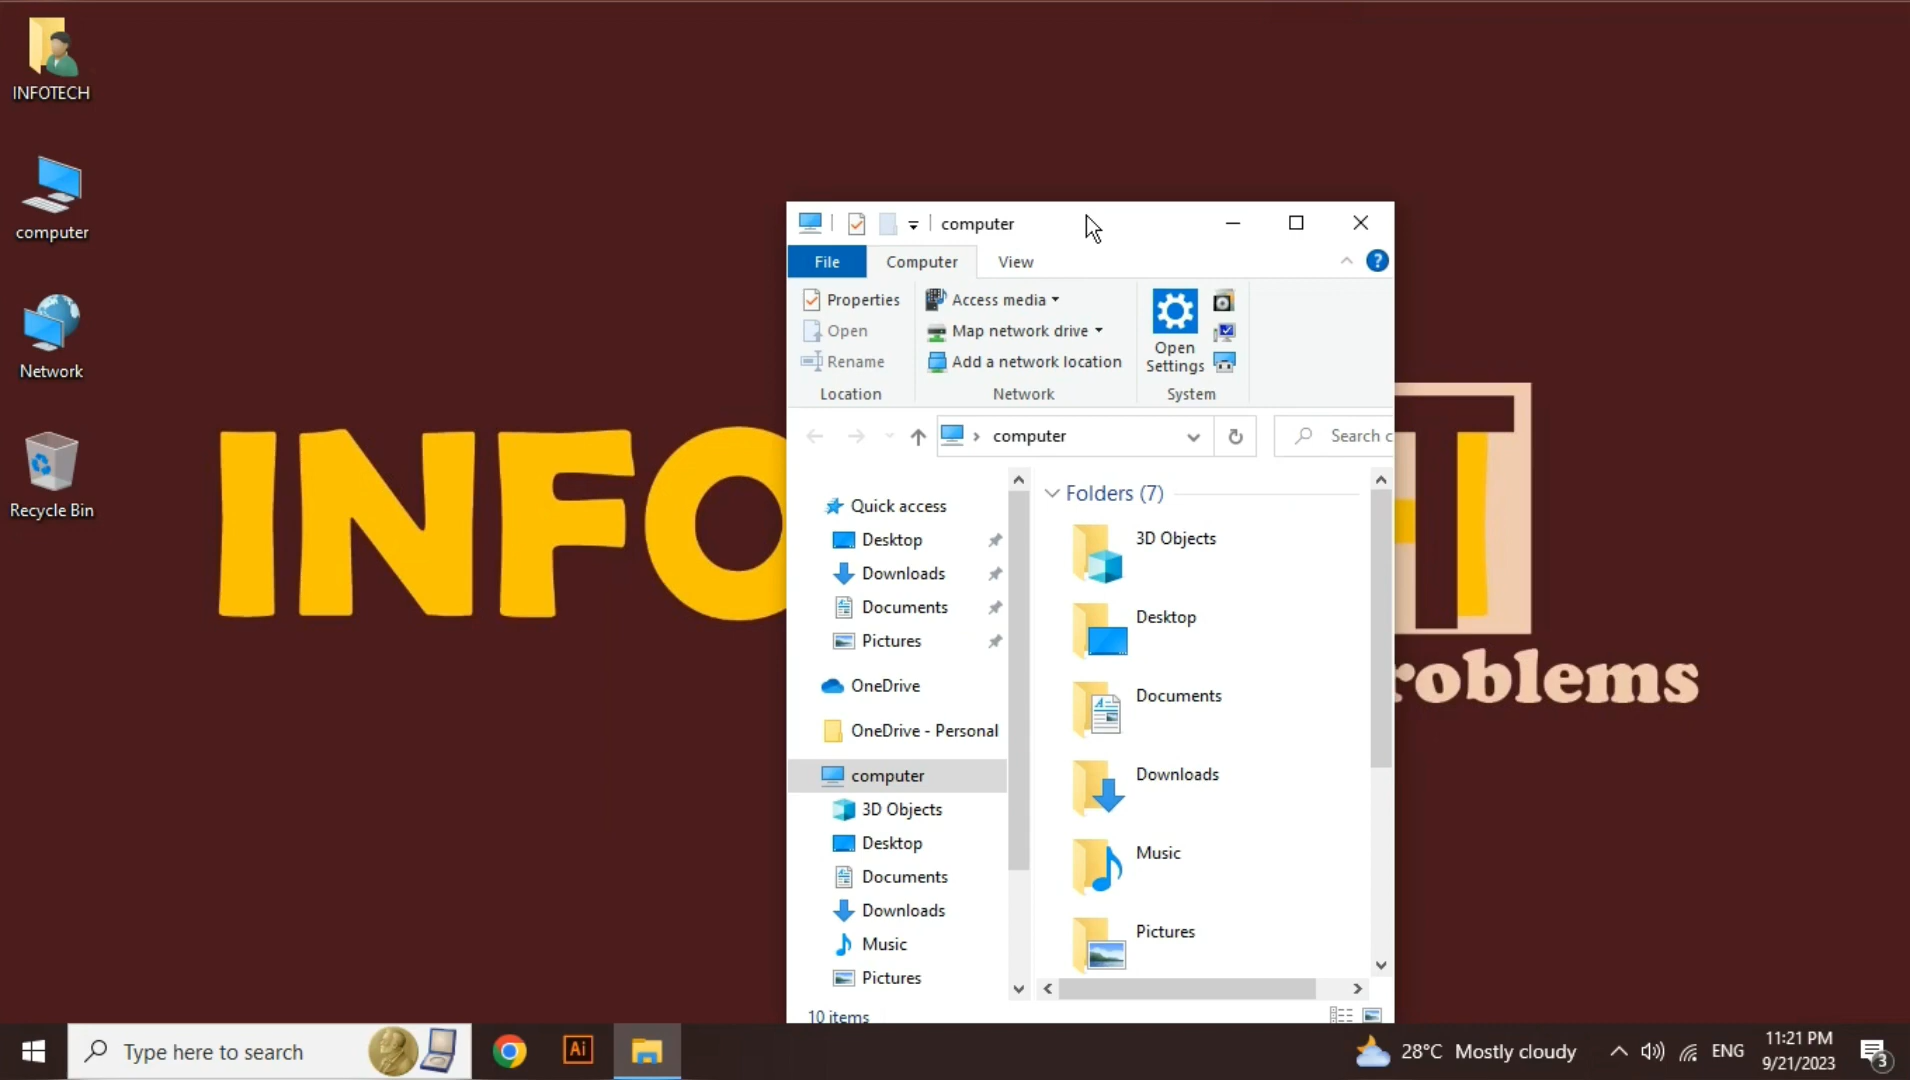 INFOTECH
computer
Network
Recycle Bin
INFO
T
roblems
computer
File Computer View
Properties
Open
Rename
Location
Access media
Map network drive
Add a network location
Network
Open
Settings
System
computer
Search c
Quick access
Desktop
Downloads
Documents
Pictures
OneDrive
OneDrive - Personal
computer
3D Objects
Desktop
Documents
Downloads
Music
Pictures
Folders (7)
3D Objects
Desktop
Documents
Downloads
Music
Pictures
10 items
Type here to search
Ai
28°C Mostly cloudy
ENG
11:21 PM
9/21/2023
3